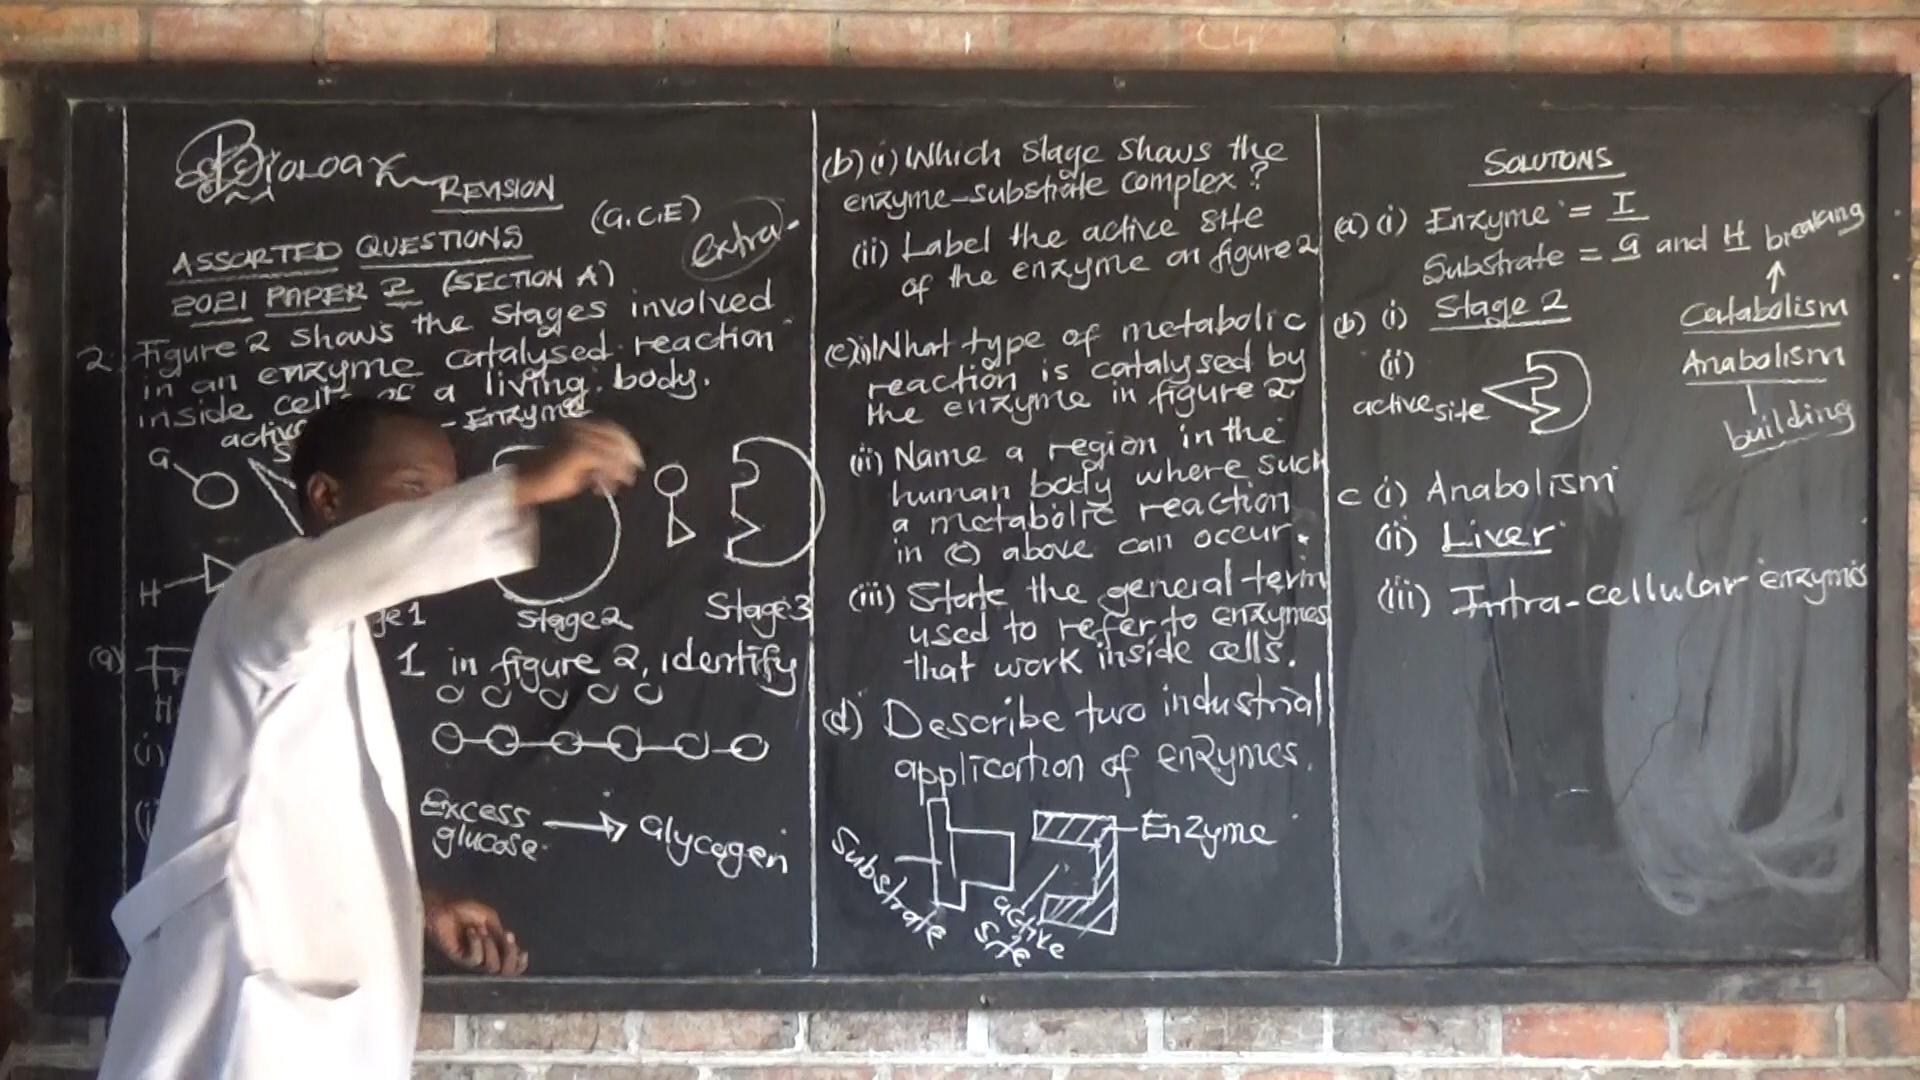 Biology
REVISION
(G.C.E)
extra
ASSORTED QUESTIONS
2021 PAPER 2 (SECTION A)
2. Figure 2 shows the stages involved
in an enzyme catalysed reaction
inside cells of a living body.
- Enzyme
G
H
Stage 2
Stage 3
(a)
1 in figure 2, identify
(i)
Excess
glucose → Glycogen
(b)(i) Which stage shows the
enzyme-substrate complex?
(ii) Label the active site
of the enzyme on figure 2
(c)(i) What type of metabolic
reaction is catalysed by
the enzyme in figure 2
(ii) Name a region in the
human body where such
a metabolic reaction
in (c) above can occur.
(iii) State the general term
used to refer to enzymes
that work inside cells.
(d) Describe two industrial
application of enzymes.
Substrate
active
site
Enzyme
SOLUTONS
(a)(i) Enzyme = I
Substrate = G and H
breaking
Catabolism
Anabolism
building
(b) (i) Stage 2
(ii)
active site
c (i) Anabolism
(ii) Liver
(iii) Intra-cellular enzymes